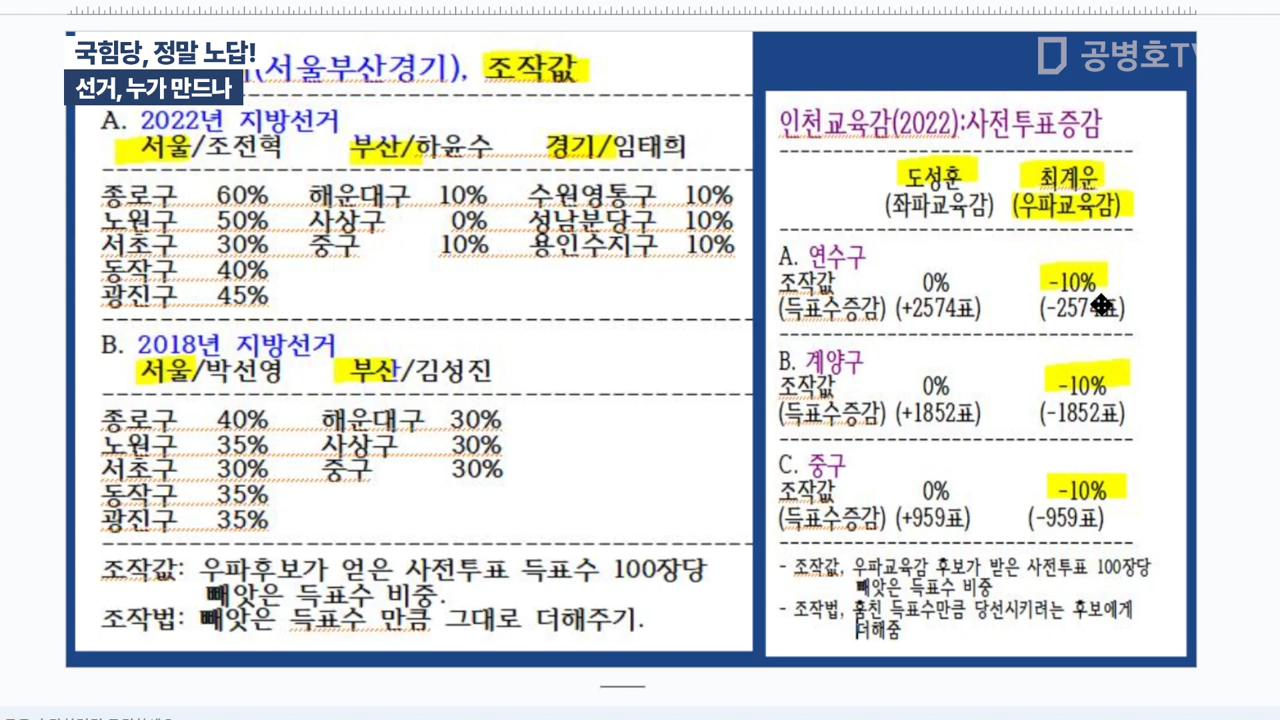 국힘당, 정말 노답!
선거, 누가 만드나
(서울부산경기), 조작값
공병호TV
A. 2022년 지방선거
서울/조전혁 부산/하윤수 경기/임태희
종로구 60% 해운대구 10% 수원영통구 10%
노원구 50% 사상구 0% 성남분당구 10%
서초구 30% 중구 10% 용인수지구 10%
동작구 40%
광진구 45%
B. 2018년 지방선거
서울/박선영 부산/김성진
종로구 40% 해운대구 30%
노원구 35% 사상구 30%
서초구 30% 중구 30%
동작구 35%
광진구 35%
조작값: 우파후보가 얻은 사전투표 득표수 100장당
빼앗은 득표수 비중.
조작법: 빼앗은 득표수 만큼 그대로 더해주기.
인천교육감(2022):사전투표증감
도성훈 최계운
(좌파교육감) (우파교육감)
A. 연수구
조작값 0% -10%
(득표수증감) (+2574표) (-2574표)
B. 계양구
조작값 0% -10%
(득표수증감) (+1852표) (-1852표)
C. 중구
조작값 0% -10%
(득표수증감) (+959표) (-959표)
- 조작값, 우파교육감 후보가 받은 사전투표 100장당
빼앗은 득표수 비중
- 조작법, 훔친 득표수만큼 당선시키려는 후보에게
더해줌